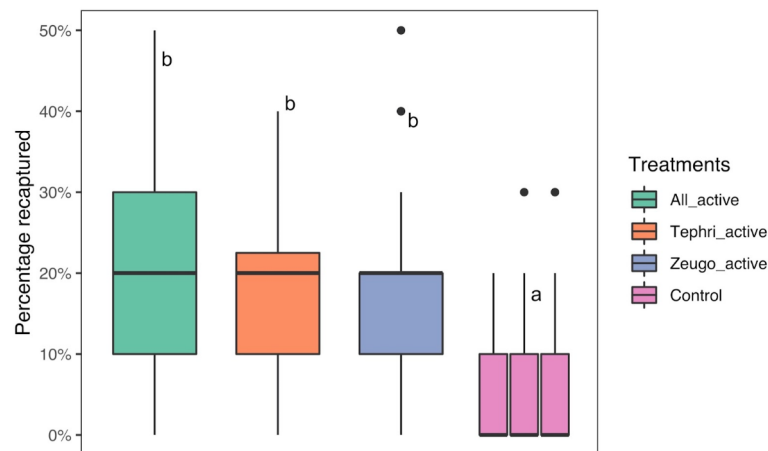 50%
b
b
40%
b
30%
20%
a
10%
0%
Percentage recaptured
Treatments
All_active
Tephri_active
Zeugo_active
Control